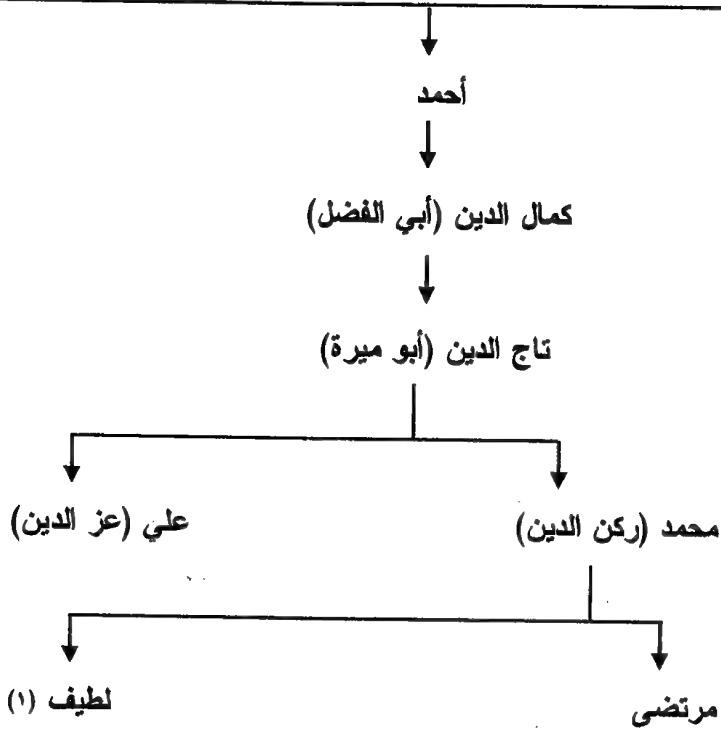 أحمد
كمال الدين (أبي الفضل)
تاج الدين (أبو ميرة)
محمد (ركن الدين) علي (عز الدين)
مرتضى لطيف (١)